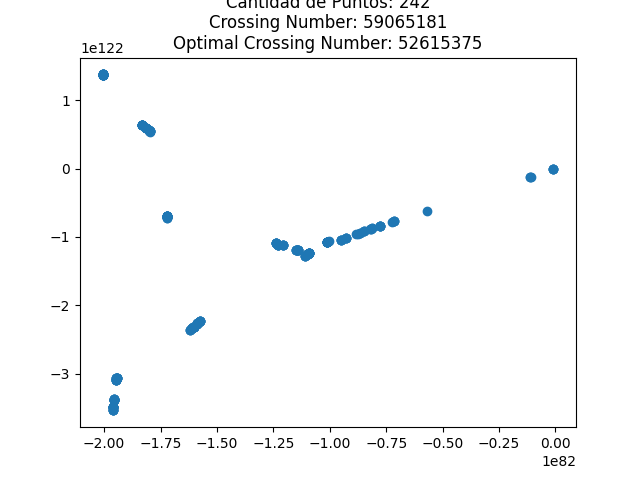 Cantidad de Puntos: 242
Crossing Number: 59065181
Optimal Crossing Number: 52615375
1e122
1
0
−1
−2
−3
−2.00 −1.75 −1.50 −1.25 −1.00 −0.75 −0.50 −0.25 0.00
1e82